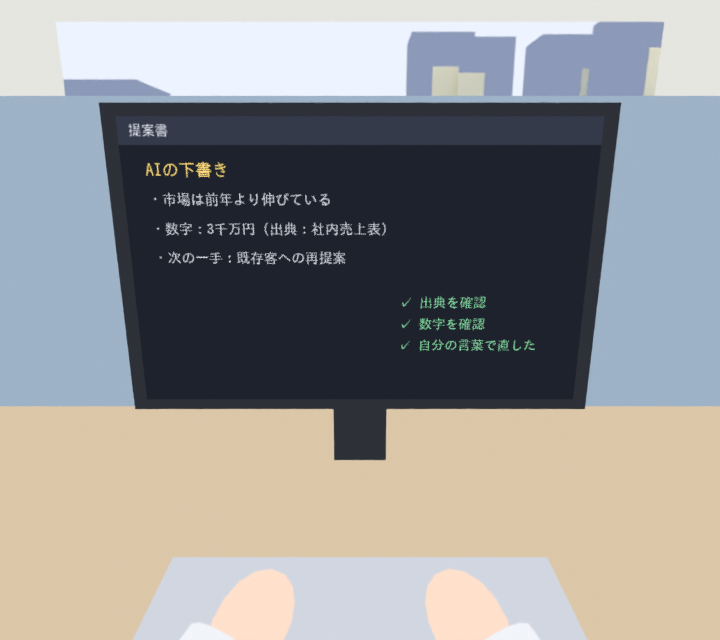 提案書
AIの下書き
・市場は前年より伸びている
・数字：3千万円（出典：社内売上表）
・次の一手：既存客への再提案
✓ 出典を確認
✓ 数字を確認
✓ 自分の言葉で直した